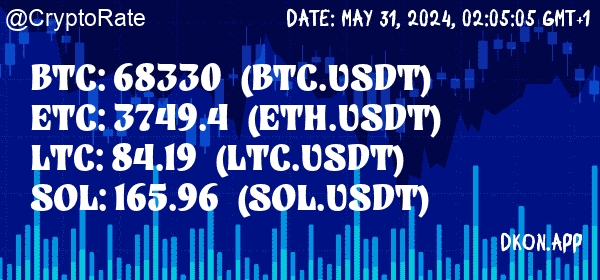 @CryptoRate
DATE: MAY 31, 2024, 02:05:05 GMT+1
BTC: 68330 (BTC.USDT)
ETC: 3749.4 (ETH.USDT)
LTC: 84.19 (LTC.USDT)
SOL: 165.96 (SOL.USDT)
DKON.APP